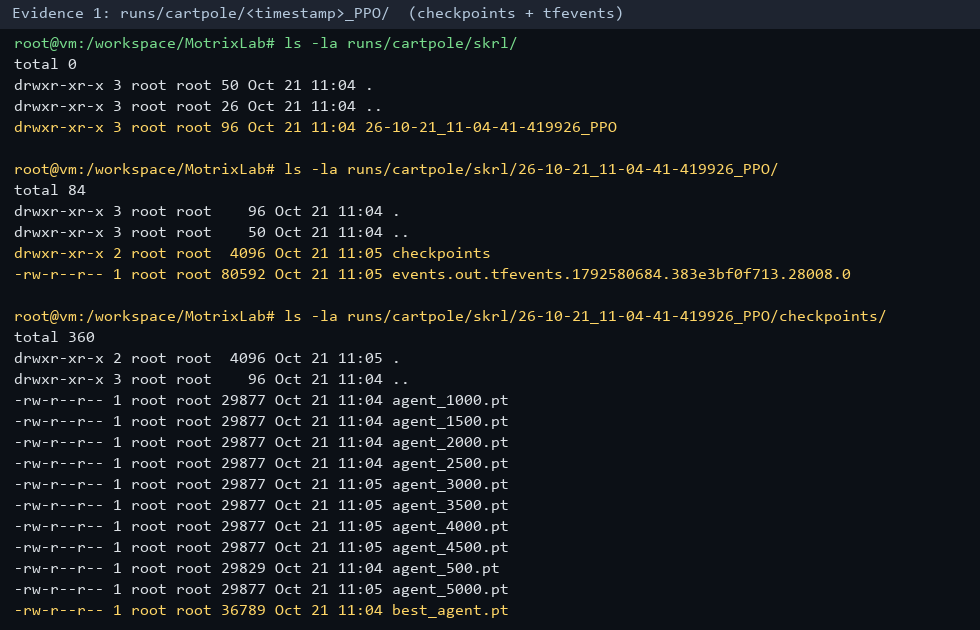 Evidence 1: runs/cartpole/<timestamp>_PPO/  (checkpoints + tfevents)
root@vm:/workspace/MotrixLab# ls -la runs/cartpole/skrl/
total 0
drwxr-xr-x 3 root root 50 Oct 21 11:04 .
drwxr-xr-x 3 root root 26 Oct 21 11:04 ..
drwxr-xr-x 3 root root 96 Oct 21 11:04 26-10-21_11-04-41-419926_PPO
root@vm:/workspace/MotrixLab# ls -la runs/cartpole/skrl/26-10-21_11-04-41-419926_PPO/
total 84
drwxr-xr-x 3 root root    96 Oct 21 11:04 .
drwxr-xr-x 3 root root    50 Oct 21 11:04 ..
drwxr-xr-x 2 root root  4096 Oct 21 11:05 checkpoints
-rw-r--r-- 1 root root 80592 Oct 21 11:05 events.out.tfevents.1792580684.383e3bf0f713.28008.0
root@vm:/workspace/MotrixLab# ls -la runs/cartpole/skrl/26-10-21_11-04-41-419926_PPO/checkpoints/
total 360
drwxr-xr-x 2 root root  4096 Oct 21 11:05 .
drwxr-xr-x 3 root root    96 Oct 21 11:04 ..
-rw-r--r-- 1 root root 29877 Oct 21 11:04 agent_1000.pt
-rw-r--r-- 1 root root 29877 Oct 21 11:04 agent_1500.pt
-rw-r--r-- 1 root root 29877 Oct 21 11:04 agent_2000.pt
-rw-r--r-- 1 root root 29877 Oct 21 11:04 agent_2500.pt
-rw-r--r-- 1 root root 29877 Oct 21 11:05 agent_3000.pt
-rw-r--r-- 1 root root 29877 Oct 21 11:05 agent_3500.pt
-rw-r--r-- 1 root root 29877 Oct 21 11:05 agent_4000.pt
-rw-r--r-- 1 root root 29877 Oct 21 11:05 agent_4500.pt
-rw-r--r-- 1 root root 29829 Oct 21 11:04 agent_500.pt
-rw-r--r-- 1 root root 29877 Oct 21 11:05 agent_5000.pt
-rw-r--r-- 1 root root 36789 Oct 21 11:04 best_agent.pt